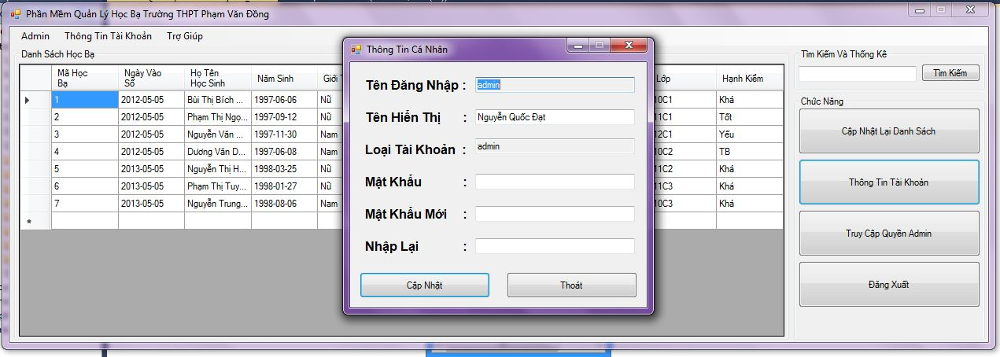 Phần Mềm Quản Lý Học Bạ Trường THPT Phạm Văn Đồng
Admin Thông Tin Tài Khoản Trợ Giúp
Danh Sách Học Bạ
Mã Học Bạ Ngày Vào Sổ Họ Tên Học Sinh Năm Sinh Giới Lớp Hạnh Kiểm
1 2012-05-05 Bùi Thị Bích ... 1997-06-06 Nữ 10C1 Khá
2 2012-05-05 Phạm Thị Ngọ... 1997-09-12 Nữ 11C1 Tốt
3 2012-05-05 Nguyễn Văn ... 1997-11-30 Nam 12C1 Yếu
4 2012-05-05 Dương Văn D... 1997-06-08 Nam 10C2 TB
5 2013-05-05 Nguyễn Thị H... 1998-03-25 Nữ 11C2 Khá
6 2013-05-05 Phạm Thị Tuy... 1998-01-27 Nữ 11C3 Khá
7 2013-05-05 Nguyễn Trung... 1998-08-06 Nam 10C3 Khá
Thông Tin Cá Nhân
Tên Đăng Nhập : admin
Tên Hiển Thị : Nguyễn Quốc Đạt
Loại Tài Khoản : admin
Mật Khẩu :
Mật Khẩu Mới :
Nhập Lại :
Cập Nhật Thoát
Tìm Kiếm Và Thống Kê
Tìm Kiếm
Chức Năng
Cập Nhật Lại Danh Sách
Thông Tin Tài Khoản
Truy Cập Quyền Admin
Đăng Xuất